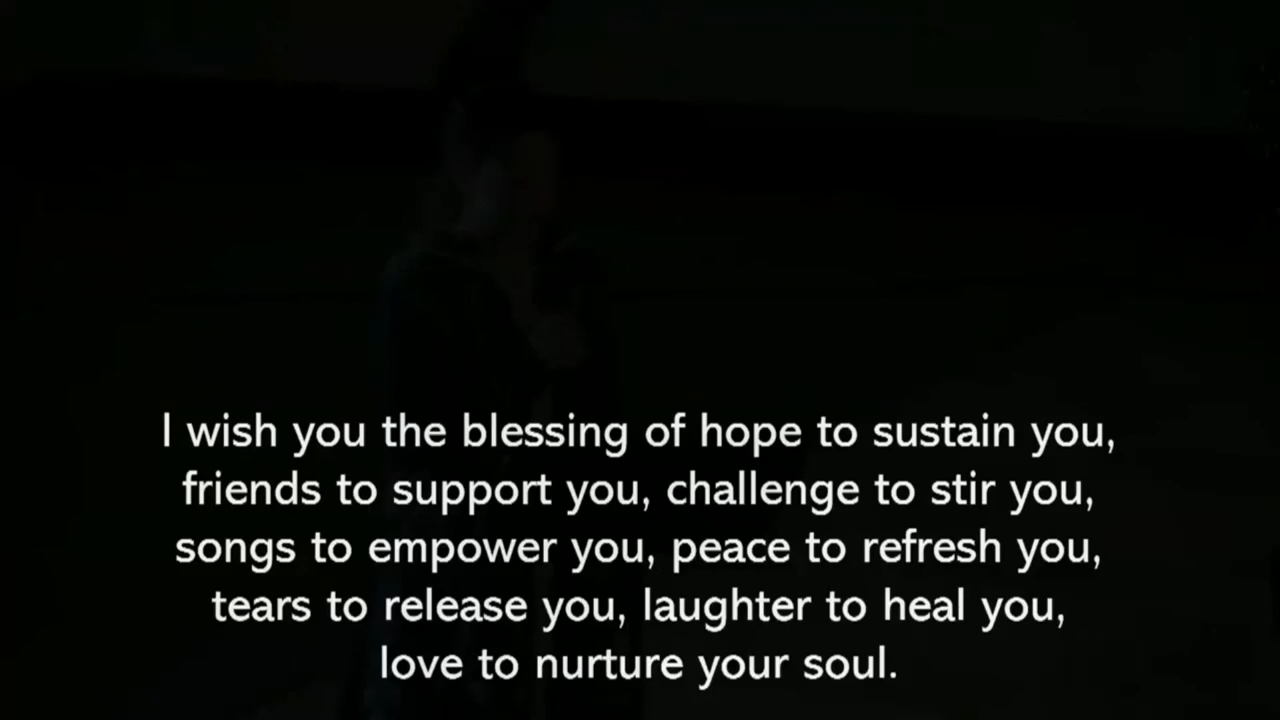 I wish you the blessing of hope to sustain you,
friends to support you, challenge to stir you,
songs to empower you, peace to refresh you,
tears to release you, laughter to heal you,
love to nurture your soul.